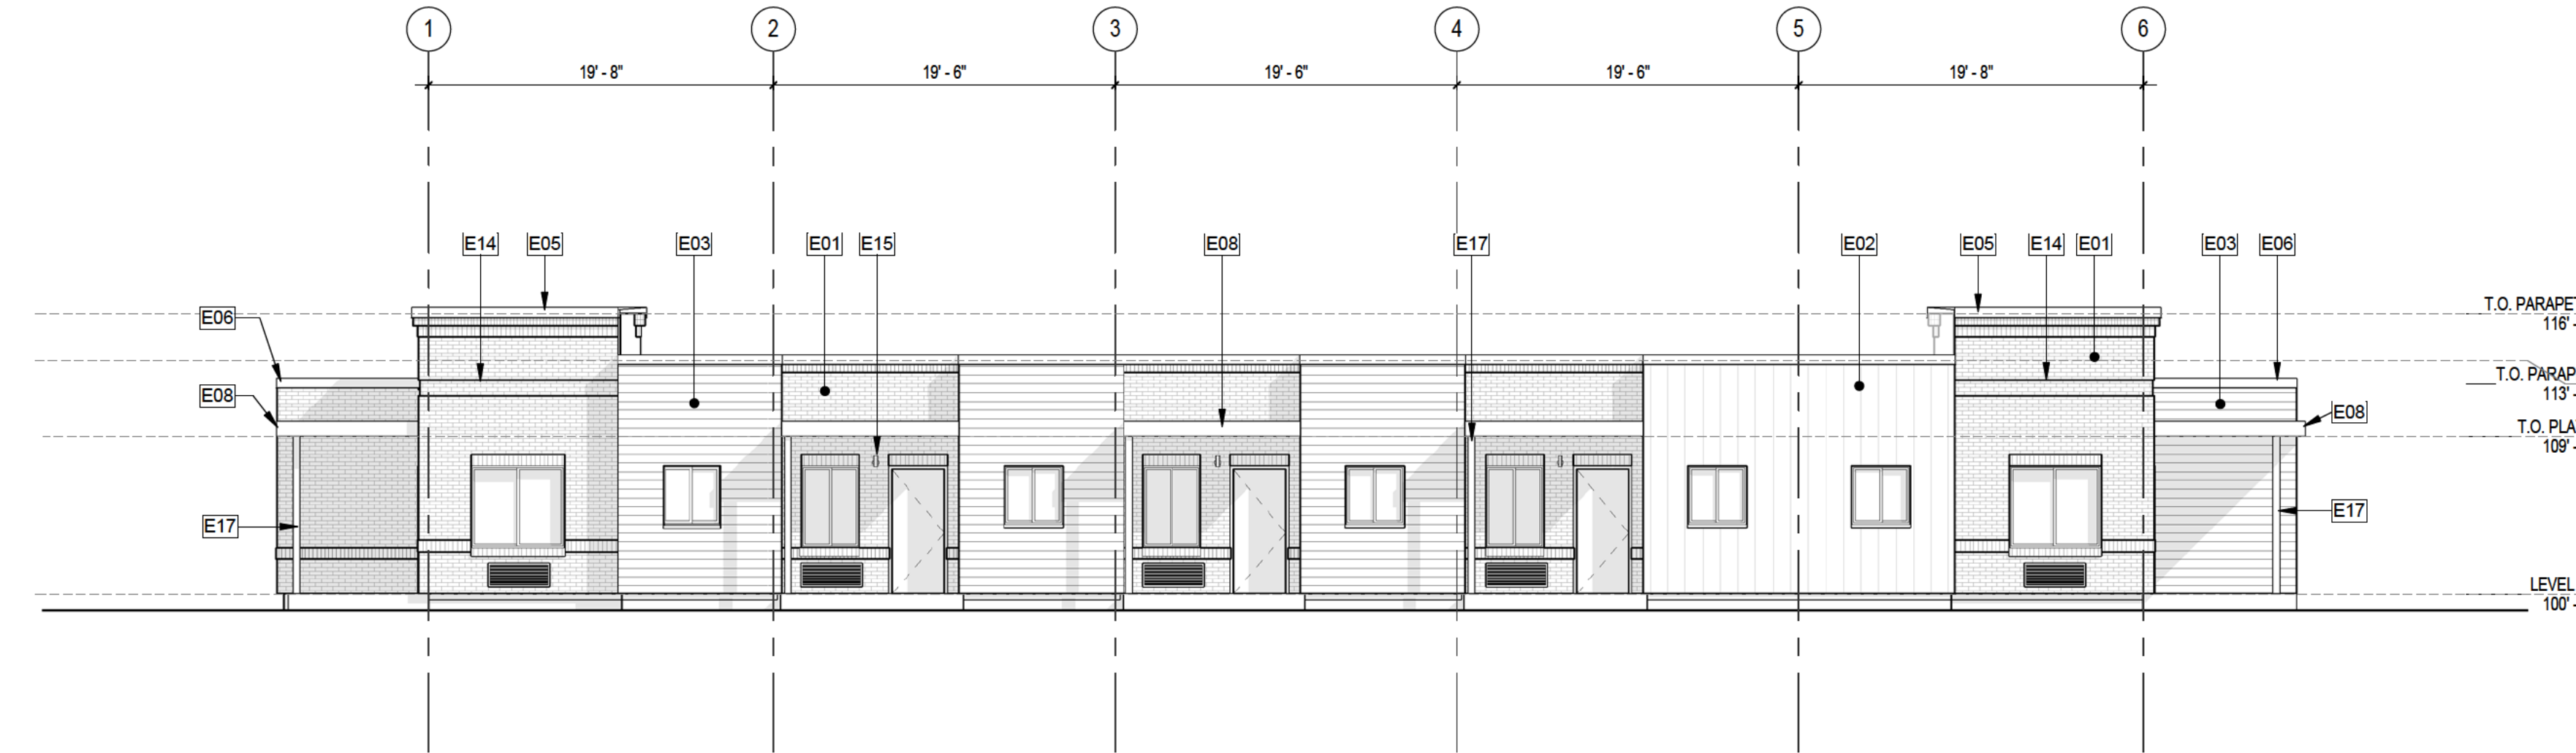 1 2 3 4 5 6
19' - 8" 19' - 6" 19' - 6" 19' - 6" 19' - 8"
E14 E05 E03 E01 E15 E08 E17 E02 E05 E14 E01 E03 E06
T.O. PARAPET
116' -
E06
T.O. PARAP
113' -
E08
E08
T.O. PLA
109' -
E17
E17
LEVEL
100' -